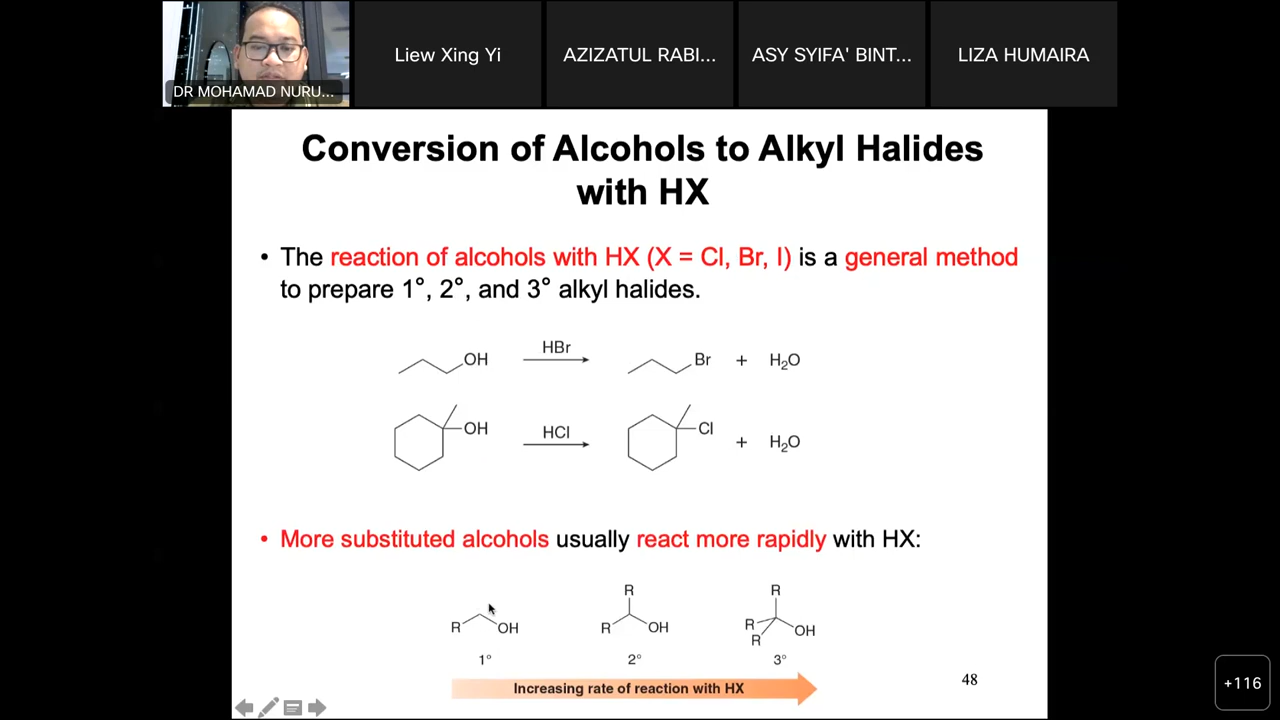 DR MOHAMAD NURU...
Liew Xing Yi
AZIZATUL RABI...
ASY SYIFA' BINT...
LIZA HUMAIRA
Conversion of Alcohols to Alkyl Halides
with HX
• The reaction of alcohols with HX (X = Cl, Br, I) is a general method
to prepare 1°, 2°, and 3° alkyl halides.
OH
HBr
Br + H₂O
OH
HCl
Cl + H₂O
• More substituted alcohols usually react more rapidly with HX:
R OH
R R OH
R R R OH
1° 2° 3°
Increasing rate of reaction with HX
48
+116